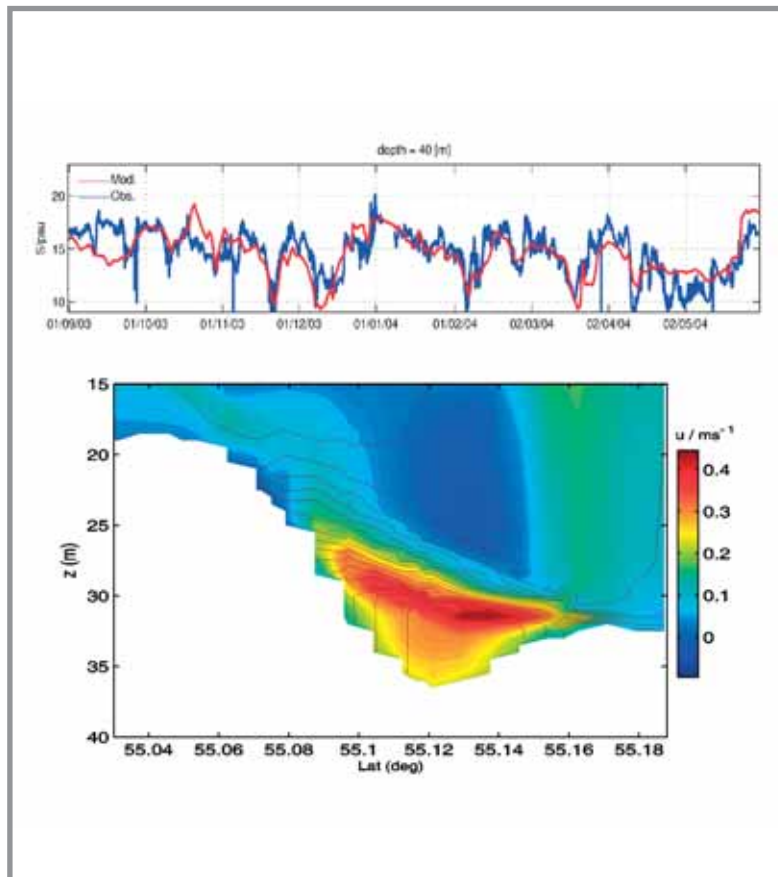 depth = 40 [m]
Mod.
Obs.
S/psu
20
15
10
01/09/03 01/10/03 01/11/03 01/12/03 01/01/04 02/02/04 02/03/04 02/04/04 02/05/04
15
20
25
30
35
40
z (m)
55.04 55.06 55.08 55.1 55.12 55.14 55.16 55.18
Lat (deg)
u / ms⁻¹
0.4
0.3
0.2
0.1
0